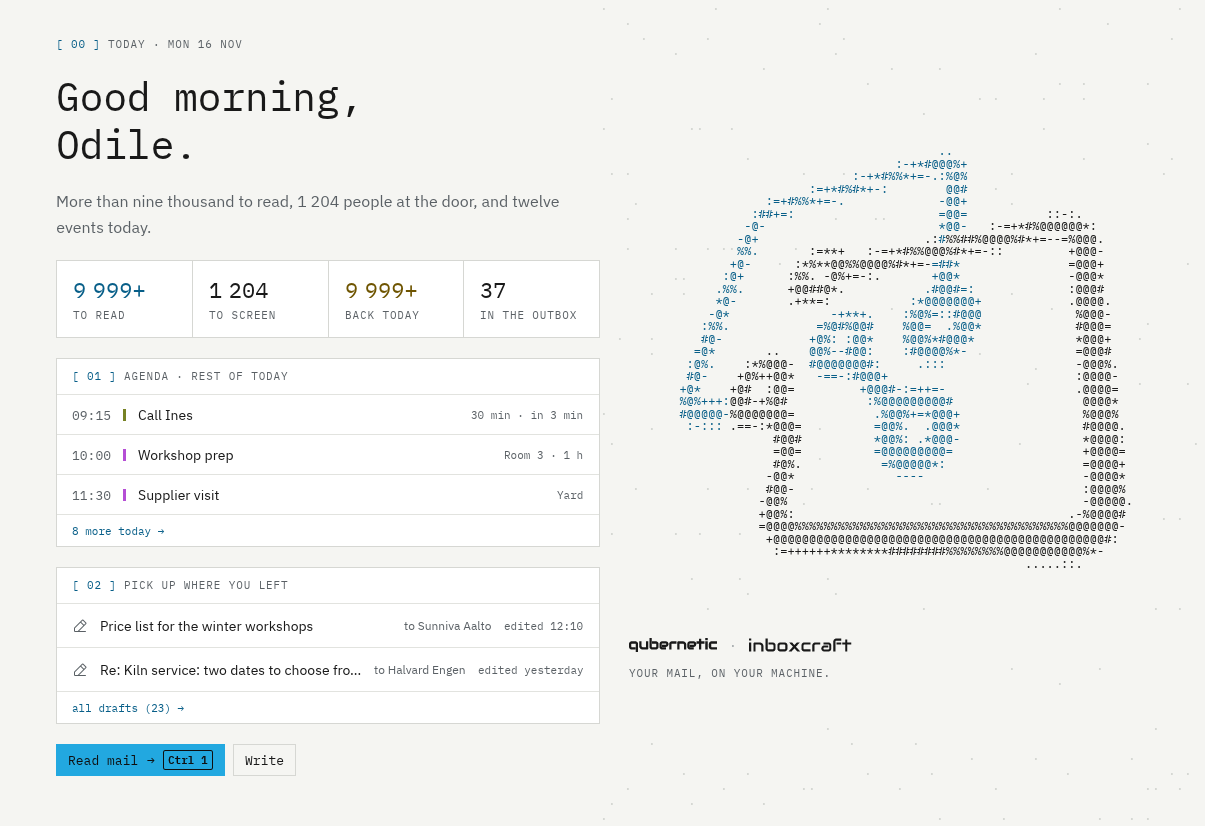 [ 00 ] TODAY · MON 16 NOV
Good morning,
Odile.
More than nine thousand to read, 1 204 people at the door, and twelve
events today.
9 999+
TO READ
1 204
TO SCREEN
9 999+
BACK TODAY
37
IN THE OUTBOX
[ 01 ] AGENDA · REST OF TODAY
09:15 Call Ines 30 min · in 3 min
10:00 Workshop prep Room 3 · 1 h
11:30 Supplier visit Yard
8 more today →
[ 02 ] PICK UP WHERE YOU LEFT
Price list for the winter workshops to Sunniva Aalto edited 12:10
Re: Kiln service: two dates to choose fro… to Halvard Engen edited yesterday
all drafts (23) →
Read mail → Ctrl 1
Write
qubernetic · inboxcraft
YOUR MAIL, ON YOUR MACHINE.